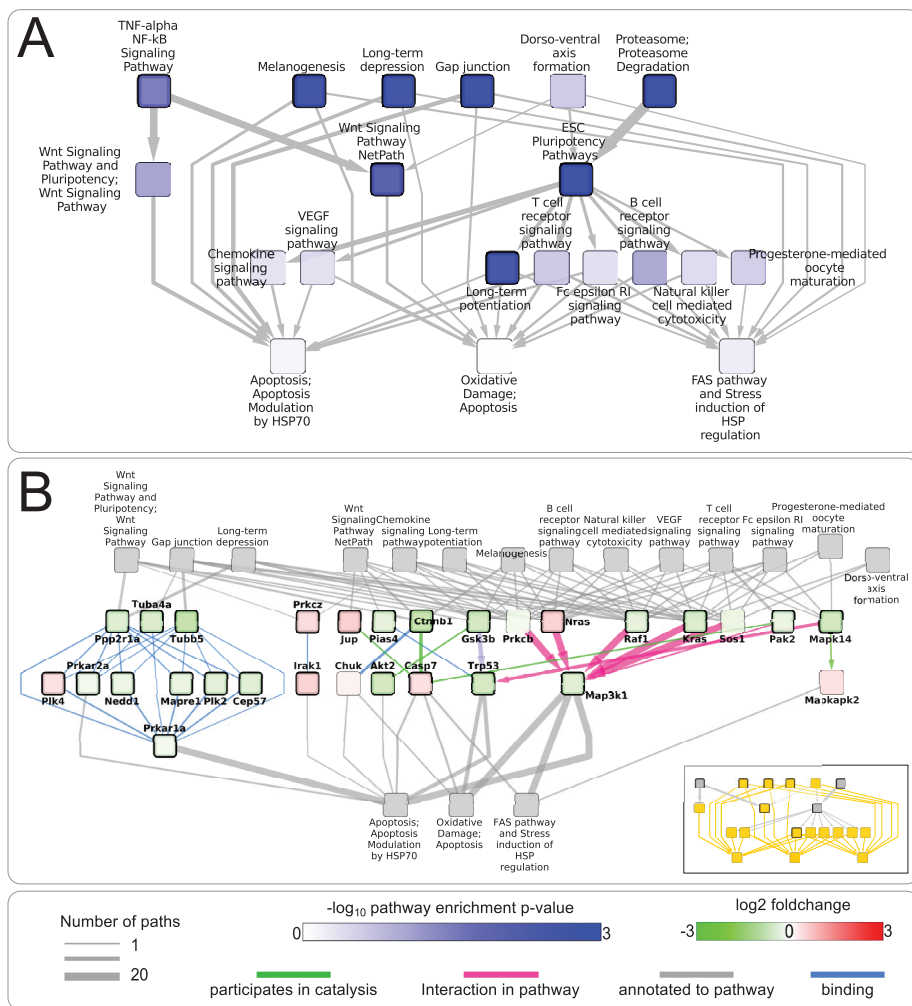 A
TNF-alpha
NF-kB
Signaling
Pathway
Melanogenesis
Long-term
depression
Gap junction
Dorso-ventral
axis
formation
Proteasome;
Proteasome
Degradation
Wnt Signaling
Pathway and
Pluripotency;
Wnt Signaling
Pathway
Wnt Signaling
Pathway
NetPath
ESC
Pluripotency
Pathways
Chemokine
signaling
pathway
VEGF
signaling
pathway
T cell
receptor
signaling
pathway
B cell
receptor
signaling
pathway
Long-term
potentiation
Fc epsilon RI
signaling
pathway
Natural killer
cell mediated
cytotoxicity
Progesterone-mediated
oocyte
maturation
Apoptosis;
Apoptosis
Modulation
by HSP70
Oxidative
Damage;
Apoptosis
FAS pathway
and Stress
induction of
HSP
regulation
B
Wnt
Signaling
Pathway and
Pluripotency;
Wnt
Signaling
Pathway
Gap junction
Long-term
depression
Wnt
Signaling
Pathway
NetPath
Chemokine
signaling
pathway
Long-term
potentiation
Melanogenesis
B cell
receptor
signaling
pathway
Natural killer
cell mediated
cytotoxicity
VEGF
signaling
pathway
T cell
receptor
signaling
pathway
Fc epsilon RI
signaling
pathway
Progesterone-mediated
oocyte
maturation
Dorso-ventral
axis
formation
Ppp2r1a
Tuba4a
Tubb5
Prkcz
Jup
Pias4
Ctnnb1
Gsk3b
Prkcb
Nras
Raf1
Kras
Sos1
Pak2
Mapk14
Plk4
Prkar2a
Nedd1
Mapre1
Plk2
Cep57
Prkar1a
Irak1
Chuk
Akt2
Casp7
Trp53
Map3k1
Mapkapk2
Apoptosis;
Apoptosis
Modulation
by HSP70
Oxidative
Damage;
Apoptosis
FAS pathway
and Stress
induction of
HSP
regulation
Number of paths
1
20
-log10 pathway enrichment p-value
0
3
log2 foldchange
-3
0
3
participates in catalysis
Interaction in pathway
annotated to pathway
binding